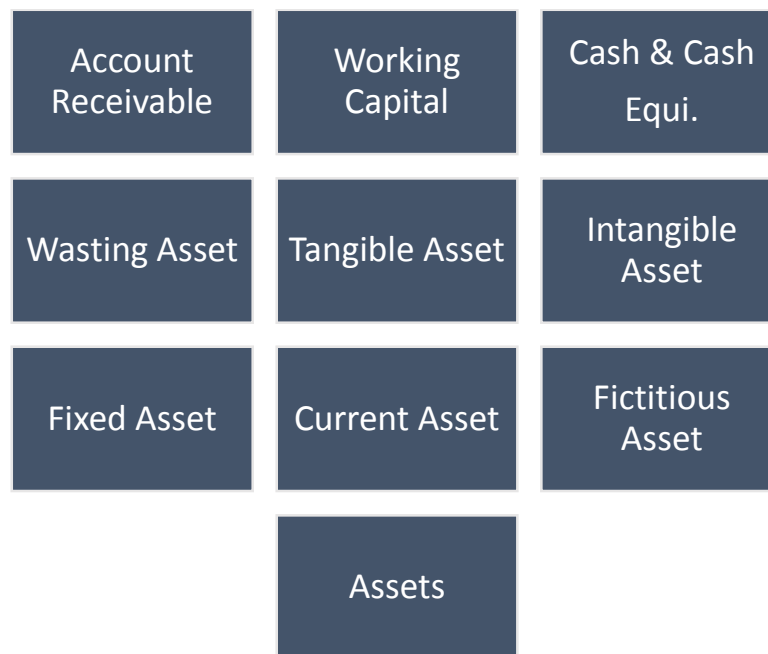 Account
Receivable
Working
Capital
Cash & Cash
Equi.
Wasting Asset
Tangible Asset
Intangible
Asset
Fixed Asset
Current Asset
Fictitious
Asset
Assets